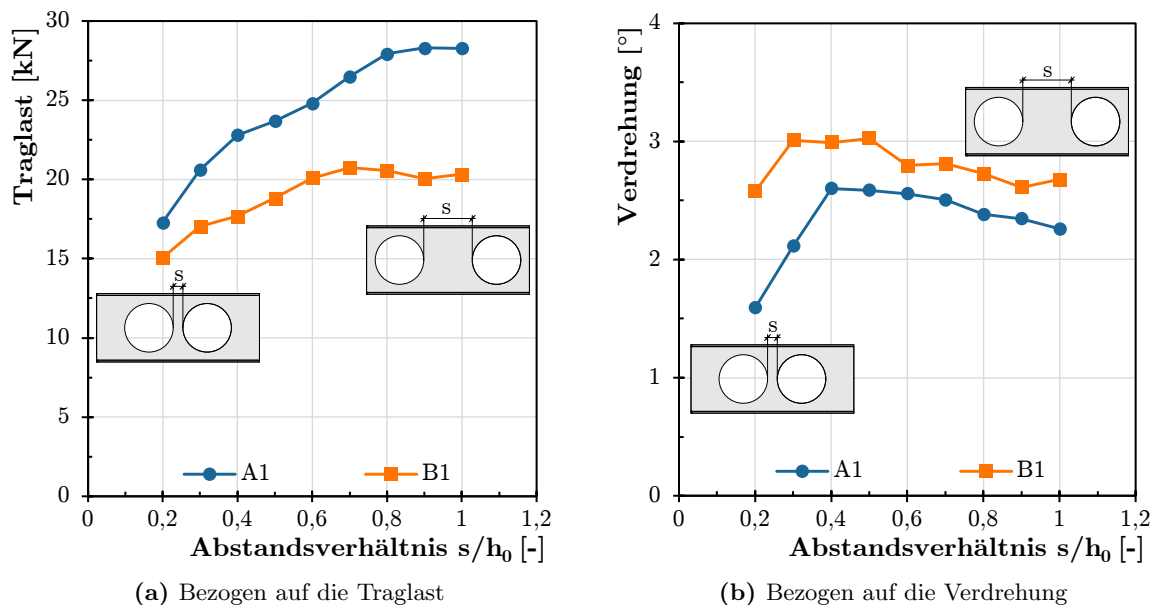 Traglast [kN]
30
25
20
15
10
5
0
s
s
A1
B1
0
0,2
0,4
0,6
0,8
1
1,2
Abstandsverhältnis s/h₀ [-]
(a) Bezogen auf die Traglast
Verdrehung [°]
4
3
2
1
0
s
s
A1
B1
0
0,2
0,4
0,6
0,8
1
1,2
Abstandsverhältnis s/h₀ [-]
(b) Bezogen auf die Verdrehung